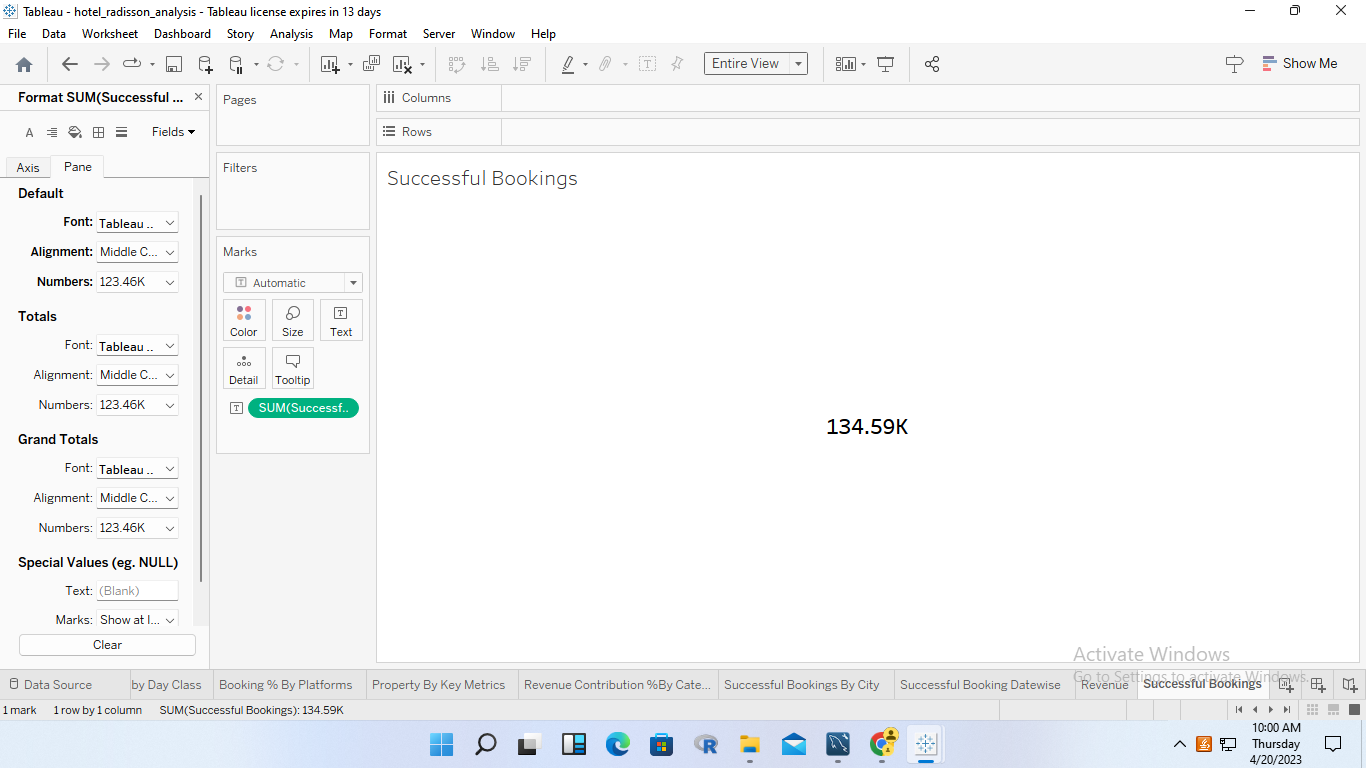 Tableau - hotel_radisson_analysis - Tableau license expires in 13 days
File Data Worksheet Dashboard Story Analysis Map Format Server Window Help
Entire View
Show Me
Format SUM(Successful ...
Fields
Axis Pane
Default
Font: Tableau ..
Alignment: Middle C...
Numbers: 123.46K
Totals
Font: Tableau ..
Alignment: Middle C...
Numbers: 123.46K
Grand Totals
Font: Tableau ..
Alignment: Middle C...
Numbers: 123.46K
Special Values (eg. NULL)
Text: (Blank)
Marks: Show at l...
Clear
Pages
Filters
Marks
Automatic
Color Size Text
Detail Tooltip
SUM(Successf..
Columns
Rows
Successful Bookings
134.59K
Activate Windows
Go to Settings to activate Windows.
Data Source by Day Class Booking % By Platforms Property By Key Metrics Revenue Contribution %By Cate... Successful Bookings By City Successful Booking Datewise Revenue Successful Bookings
1 mark 1 row by 1 column SUM(Successful Bookings): 134.59K
10:00 AM
Thursday
4/20/2023